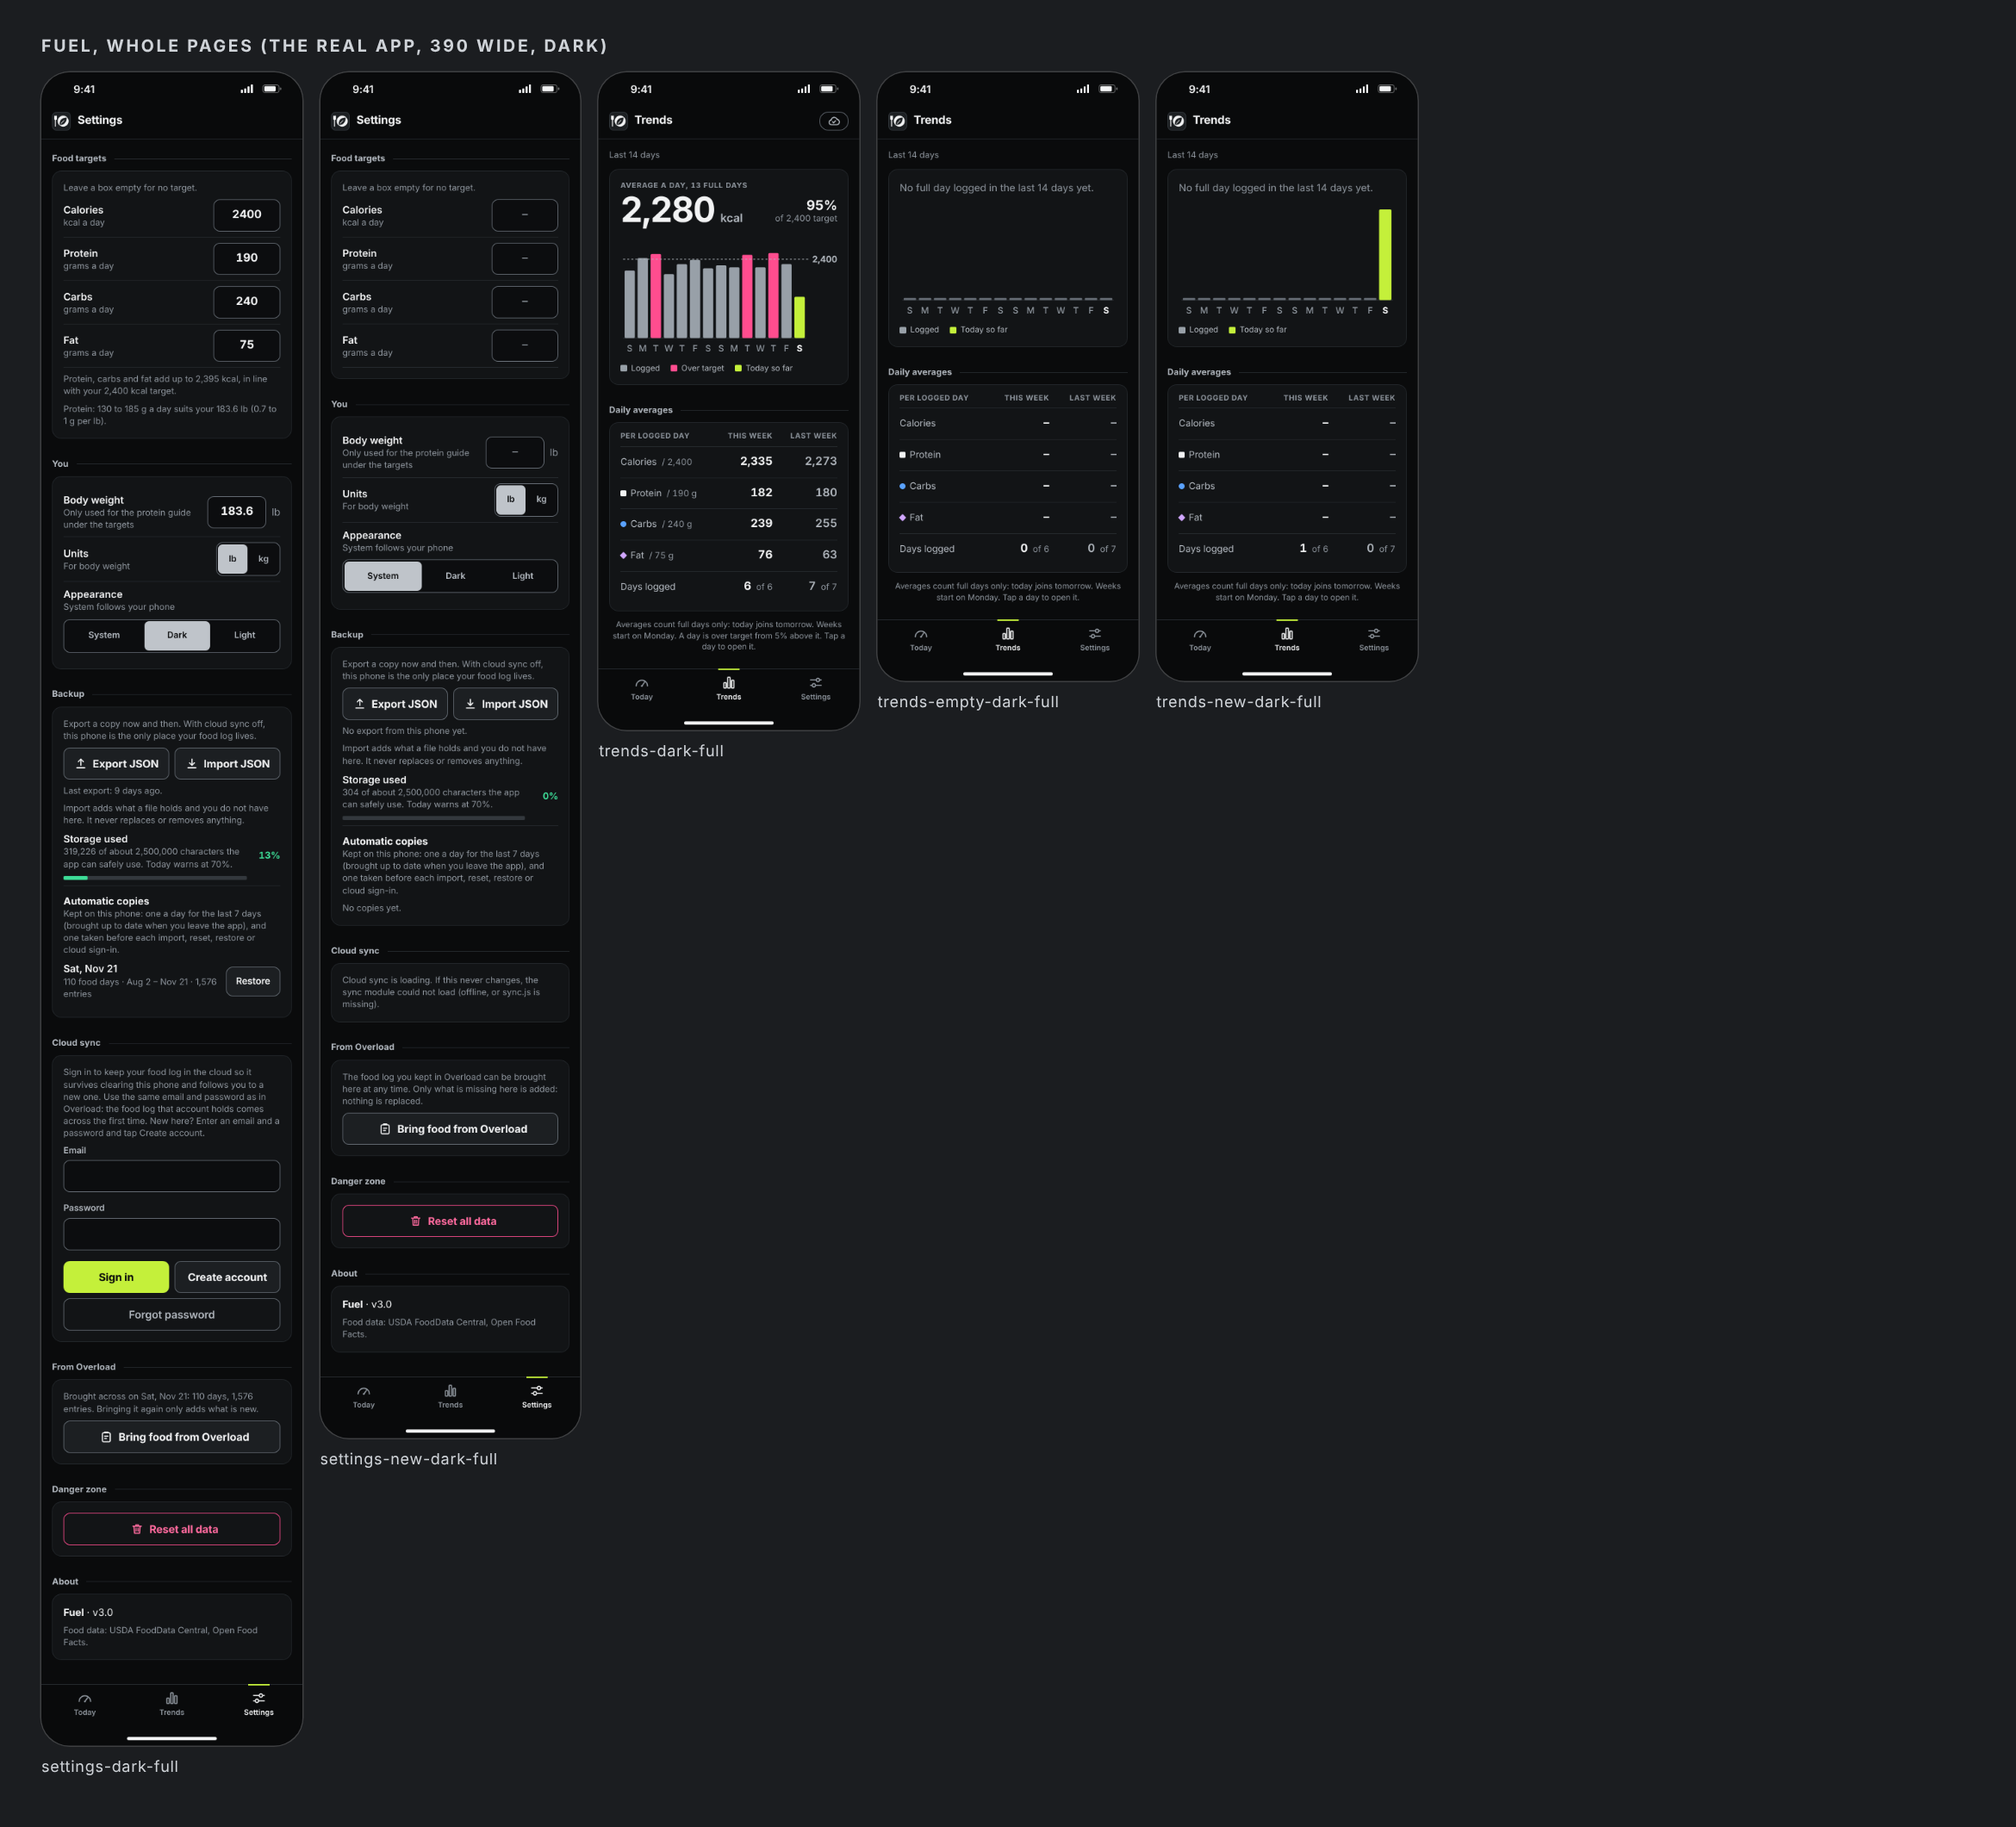 FUEL, WHOLE PAGES (THE REAL APP, 390 WIDE, DARK)
9:41
Settings
Food targets
Leave a box empty for no target.
Calories
kcal a day
2400
Protein
grams a day
190
Carbs
grams a day
240
Fat
grams a day
75
Protein, carbs and fat add up to 2,395 kcal, in line
with your 2,400 kcal target.
Protein: 130 to 185 g a day suits your 183.6 lb (0.7 to
1 g per lb).
You
Body weight
Only used for the protein guide
under the targets
183.6 lb
Units
For body weight
lb kg
Appearance
System follows your phone
System Dark Light
Backup
Export a copy now and then. With cloud sync off,
this phone is the only place your food log lives.
Export JSON Import JSON
Last export: 9 days ago.
Import adds what a file holds and you do not have
here. It never replaces or removes anything.
Storage used
319,226 of about 2,500,000 characters the
app can safely use. Today warns at 70%.
13%
Automatic copies
Kept on this phone: one a day for the last 7 days
(brought up to date when you leave the app), and
one taken before each import, reset, restore or
cloud sign-in.
Sat, Nov 21
110 food days · Aug 2 – Nov 21 · 1,576
entries
Restore
Cloud sync
Sign in to keep your food log in the cloud so it
survives clearing this phone and follows you to a
new one. Use the same email and password as in
Overload: the food log that account holds comes
across the first time. New here? Enter an email and a
password and tap Create account.
Email
Password
Sign in Create account
Forgot password
From Overload
Brought across on Sat, Nov 21: 110 days, 1,576
entries. Bringing it again only adds what is new.
Bring food from Overload
Danger zone
Reset all data
About
Fuel · v3.0
Food data: USDA FoodData Central, Open Food
Facts.
Today Trends Settings
settings-dark-full
9:41
Settings
Food targets
Leave a box empty for no target.
Calories
kcal a day
–
Protein
grams a day
–
Carbs
grams a day
–
Fat
grams a day
–
You
Body weight
Only used for the protein guide
under the targets
– lb
Units
For body weight
lb kg
Appearance
System follows your phone
System Dark Light
Backup
Export a copy now and then. With cloud sync off,
this phone is the only place your food log lives.
Export JSON Import JSON
No export from this phone yet.
Import adds what a file holds and you do not have
here. It never replaces or removes anything.
Storage used
304 of about 2,500,000 characters the app
can safely use. Today warns at 70%.
0%
Automatic copies
Kept on this phone: one a day for the last 7 days
(brought up to date when you leave the app), and
one taken before each import, reset, restore or
cloud sign-in.
No copies yet.
Cloud sync
Cloud sync is loading. If this never changes, the
sync module could not load (offline, or sync.js is
missing).
From Overload
The food log you kept in Overload can be brought
here at any time. Only what is missing here is added:
nothing is replaced.
Bring food from Overload
Danger zone
Reset all data
About
Fuel · v3.0
Food data: USDA FoodData Central, Open Food
Facts.
Today Trends Settings
settings-new-dark-full
9:41
Trends
Last 14 days
AVERAGE A DAY, 13 FULL DAYS
2,280 kcal
95%
of 2,400 target
2,400
S M T W T F S S M T W T F S
Logged Over target Today so far
Daily averages
PER LOGGED DAY THIS WEEK LAST WEEK
Calories / 2,400 2,335 2,273
Protein / 190 g 182 180
Carbs / 240 g 239 255
Fat / 75 g 76 63
Days logged 6 of 6 7 of 7
Averages count full days only: today joins tomorrow. Weeks
start on Monday. A day is over target from 5% above it. Tap a
day to open it.
Today Trends Settings
trends-dark-full
9:41
Trends
Last 14 days
No full day logged in the last 14 days yet.
S M T W T F S S M T W T F S
Logged Today so far
Daily averages
PER LOGGED DAY THIS WEEK LAST WEEK
Calories – –
Protein – –
Carbs – –
Fat – –
Days logged 0 of 6 0 of 7
Averages count full days only: today joins tomorrow. Weeks
start on Monday. Tap a day to open it.
Today Trends Settings
trends-empty-dark-full
9:41
Trends
Last 14 days
No full day logged in the last 14 days yet.
S M T W T F S S M T W T F S
Logged Today so far
Daily averages
PER LOGGED DAY THIS WEEK LAST WEEK
Calories – –
Protein – –
Carbs – –
Fat – –
Days logged 1 of 6 0 of 7
Averages count full days only: today joins tomorrow. Weeks
start on Monday. Tap a day to open it.
Today Trends Settings
trends-new-dark-full